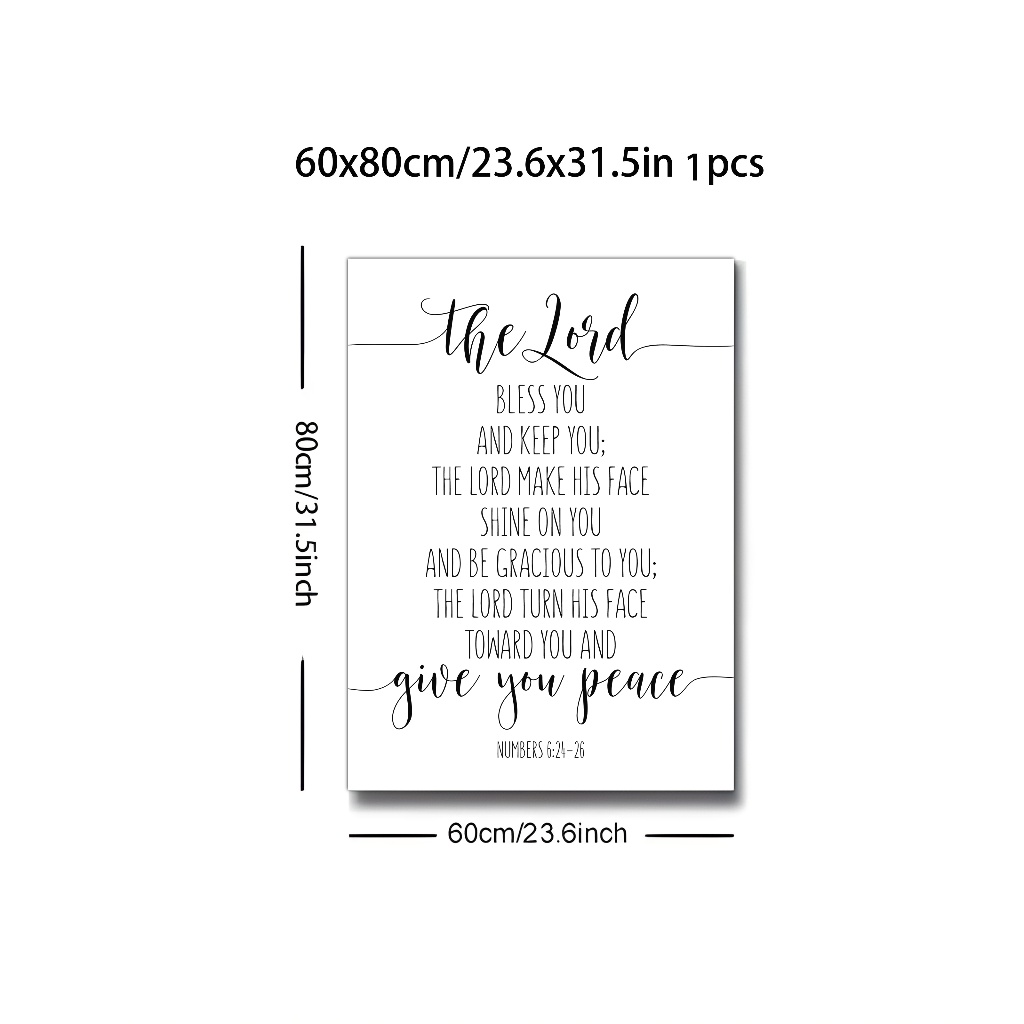 60x80cm/23.6x31.5in 1pcs
the Lord
BLESS YOU
AND KEEP YOU;
THE LORD MAKE HIS FACE
SHINE ON YOU
AND BE GRACIOUS TO YOU;
THE LORD TURN HIS FACE
TOWARD YOU AND
give you peace
NUMBERS 6:24-26
80cm/31.5inch
60cm/23.6inch